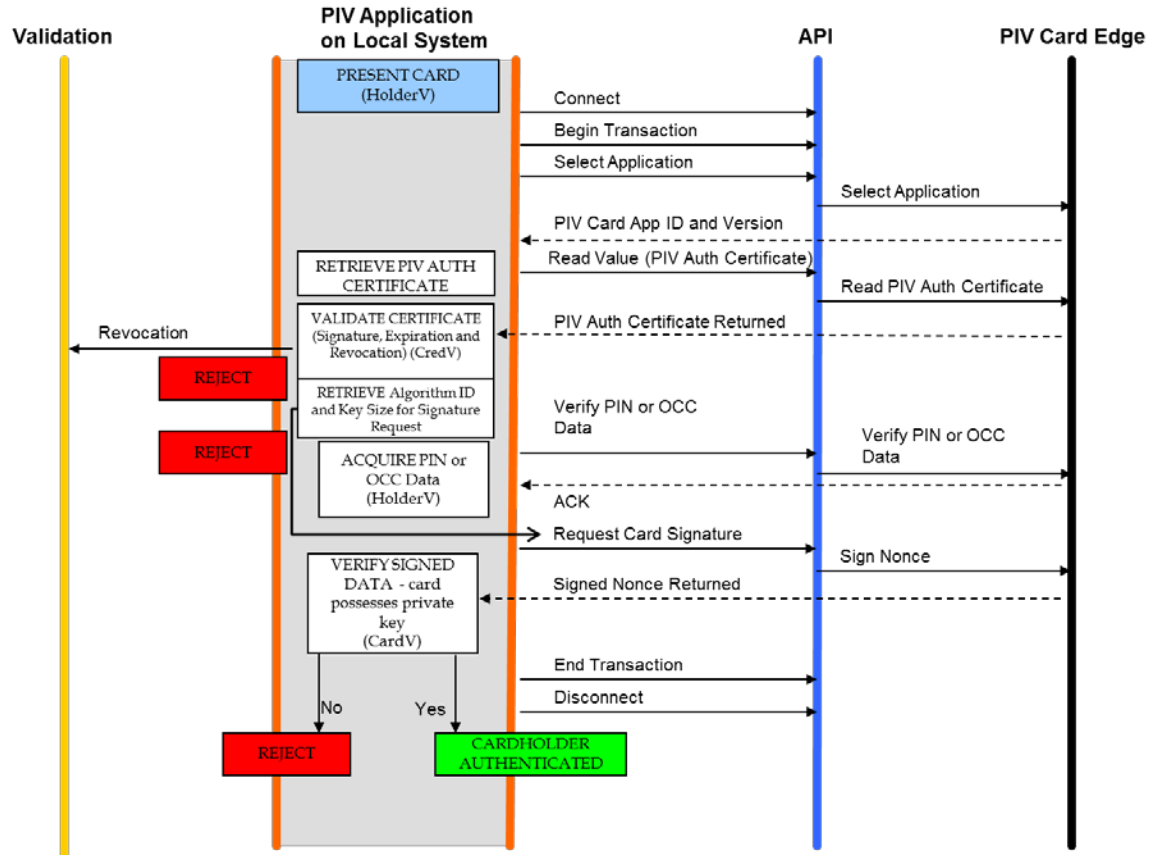 PIV Application
on Local System
Validation
API
PIV Card Edge
PRESENT CARD
(HolderV)
Connect
Begin Transaction
Select Application
Select Application
PIV Card App ID and Version
RETRIEVE PIV AUTH
CERTIFICATE
Read Value (PIV Auth Certificate)
Read PIV Auth Certificate
VALIDATE CERTIFICATE
(Signature, Expiration and
Revocation) (CredV)
PIV Auth Certificate Returned
Revocation
REJECT
RETRIEVE Algorithm ID
and Key Size for Signature
Request
Verify PIN or OCC
Data
REJECT
Verify PIN or OCC
Data
ACQUIRE PIN or
OCC Data
(HolderV)
ACK
Request Card Signature
Sign Nonce
VERIFY SIGNED
DATA - card
possesses private
key
(CardV)
Signed Nonce Returned
End Transaction
Disconnect
No
Yes
REJECT
CARDHOLDER
AUTHENTICATED